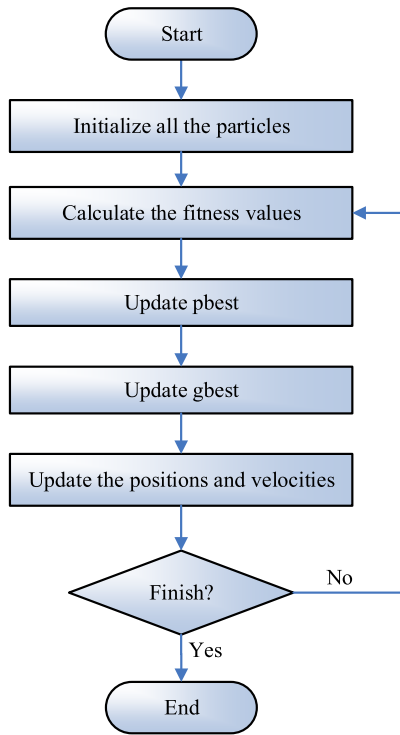 Start
Initialize all the particles
Calculate the fitness values
Update pbest
Update gbest
Update the positions and velocities
Finish?
No
Yes
End